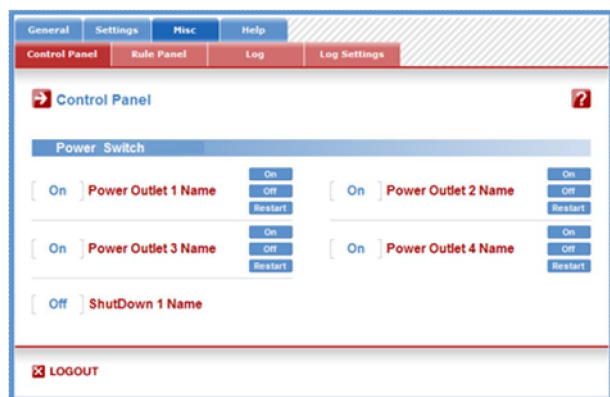 General Settings Misc Help
Control Panel Rule Panel Log Log Settings
Control Panel ?
Power Switch
[ On ] Power Outlet 1 Name On Off Restart
[ On ] Power Outlet 2 Name On Off Restart
[ On ] Power Outlet 3 Name On Off Restart
[ On ] Power Outlet 4 Name On Off Restart
[ Off ] ShutDown 1 Name
LOGOUT